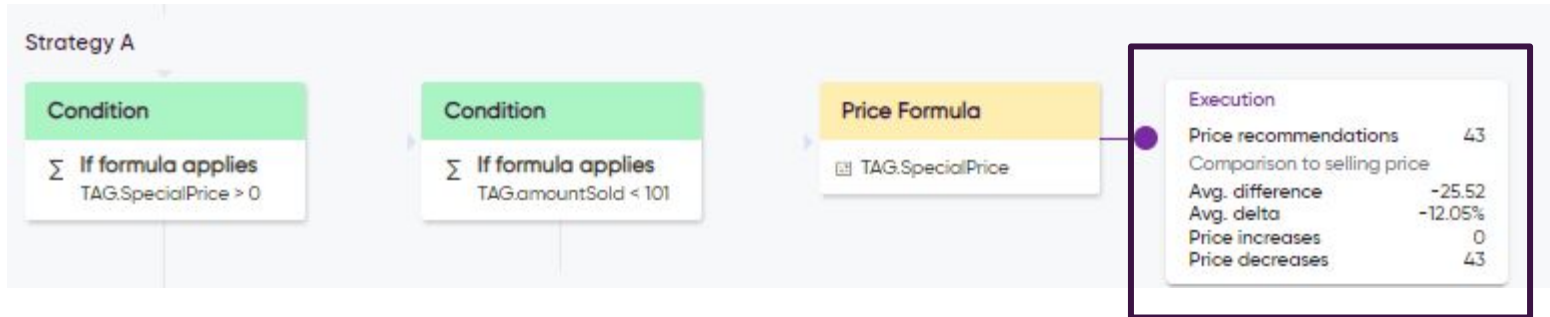 Strategy A
Condition
Σ If formula applies
TAG.SpecialPrice > 0
Condition
Σ If formula applies
TAG.amountSold < 101
Price Formula
TAG.SpecialPrice
Execution
Price recommendations 43
Comparison to selling price
Avg. difference -25.52
Avg. delta -12.05%
Price increases 0
Price decreases 43